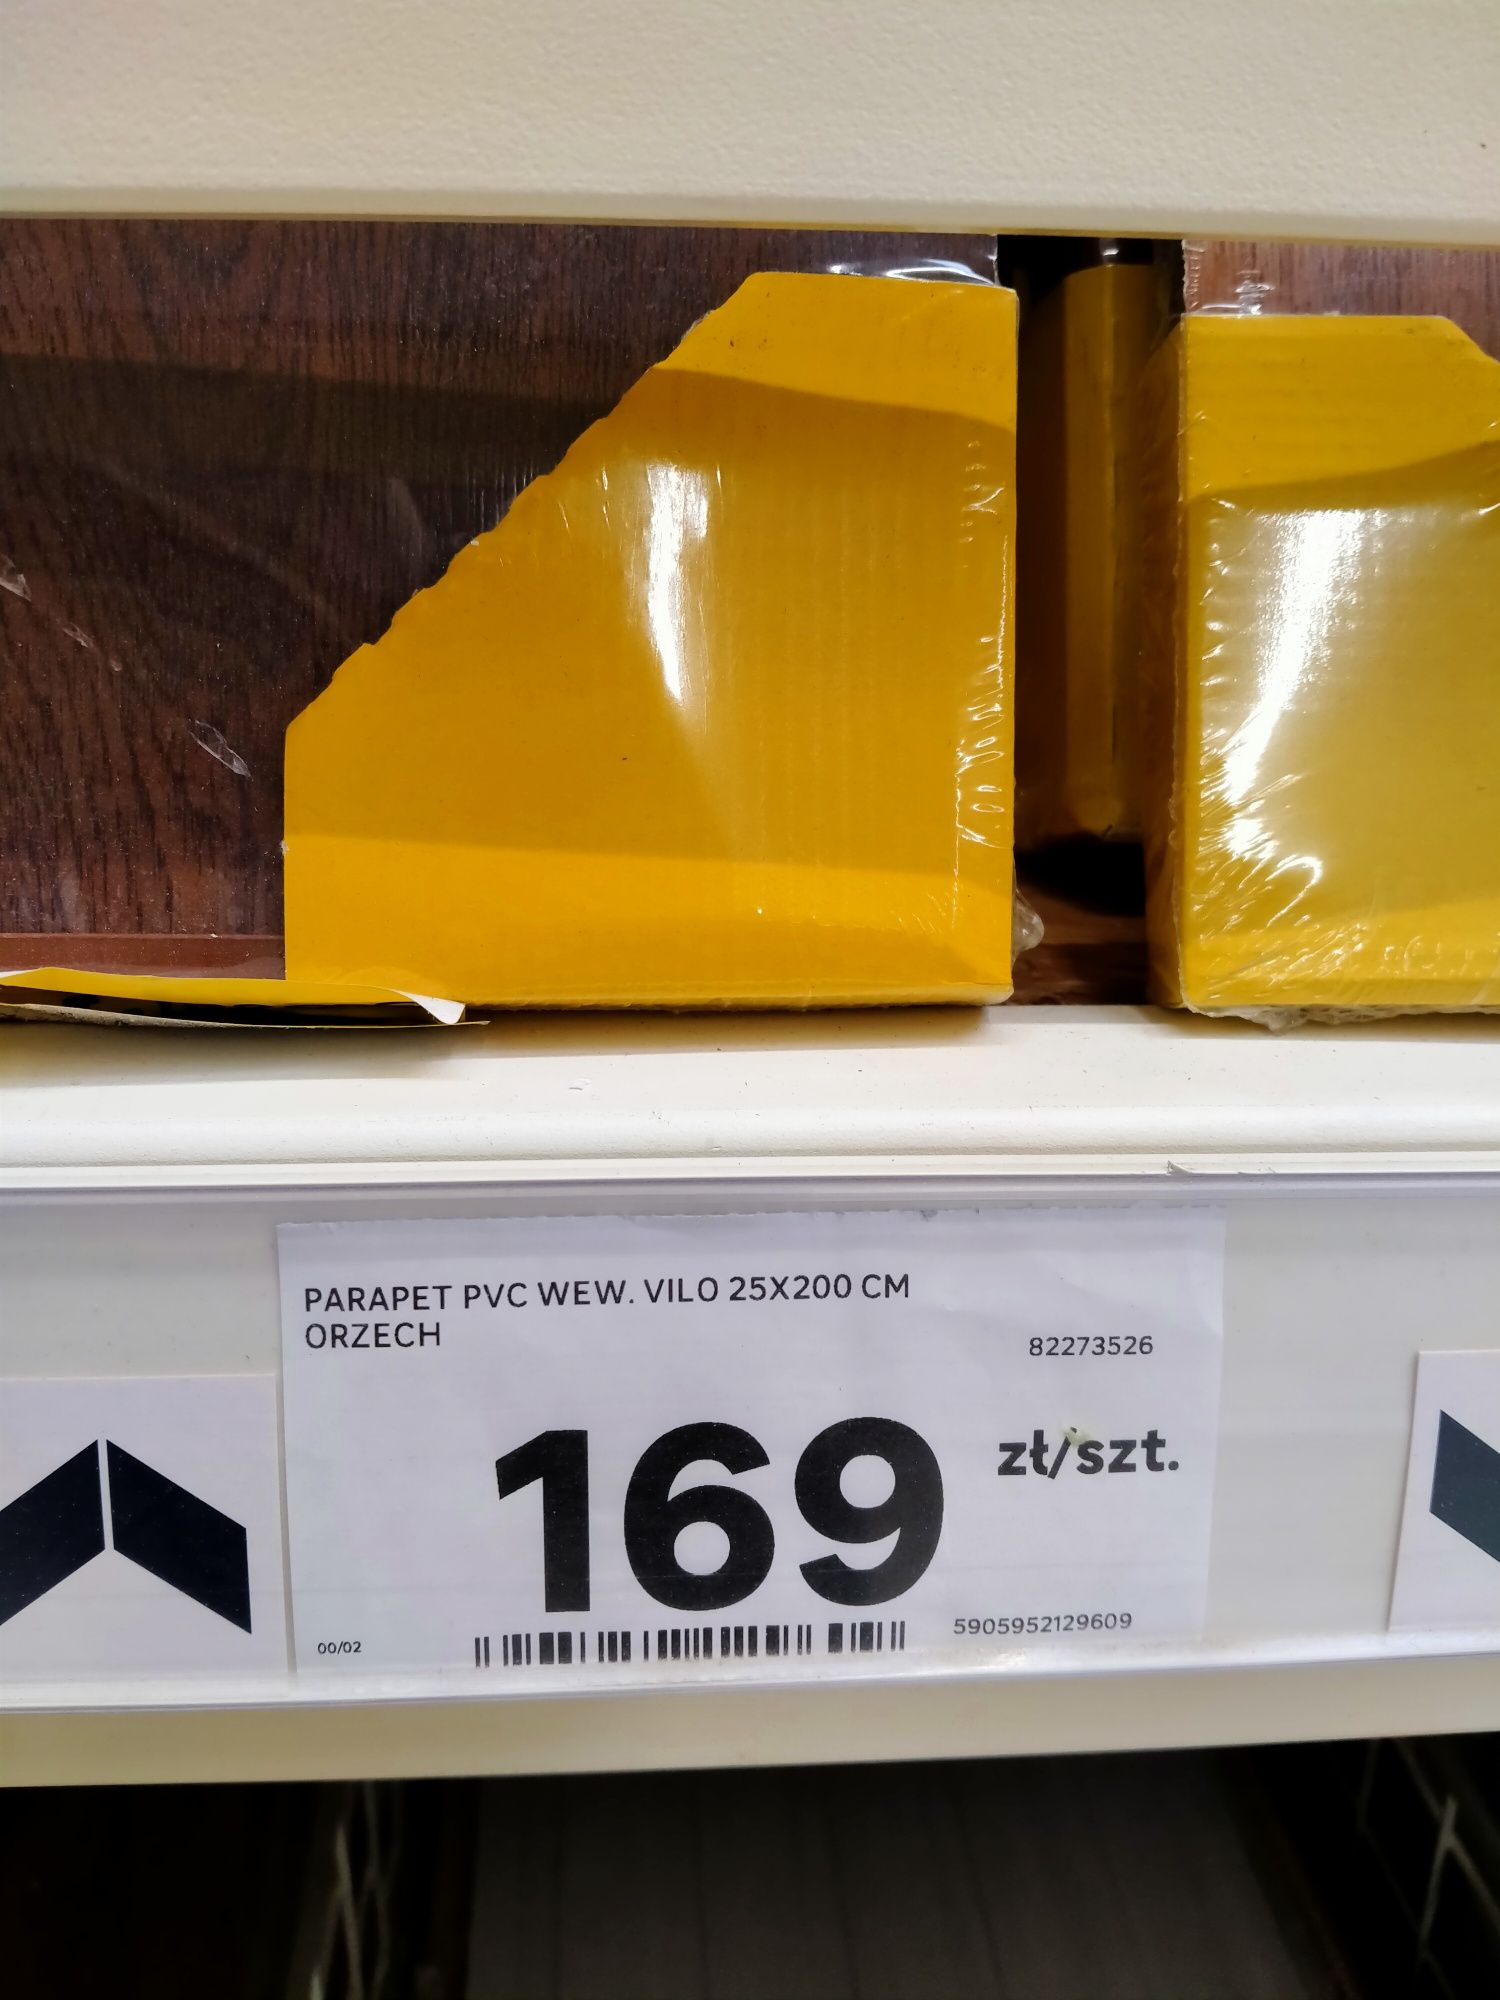 PARAPET PVC WEW. VILO 25X200 CM
ORZECH
82273526
169 zł/szt.
5905952129609
00/02